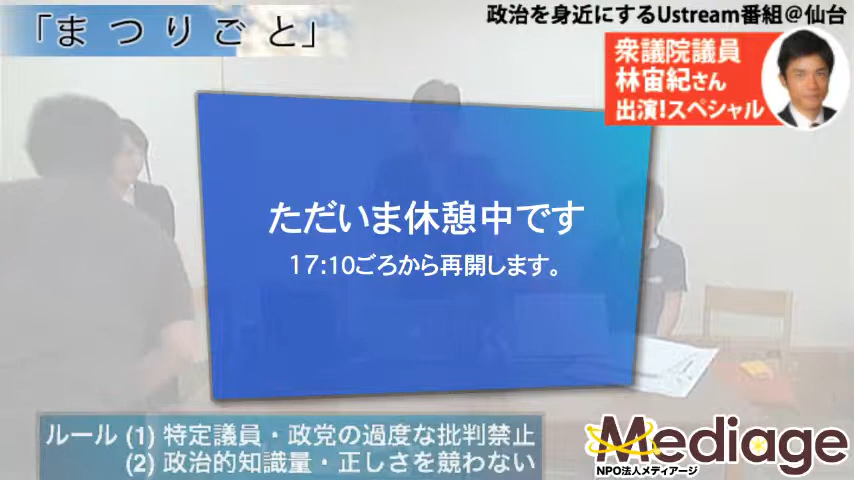 「まつりごと」
政治を身近にするUstream番組＠仙台
衆議院議員
林宙紀さん
出演!スペシャル
ただいま休憩中です
17:10ごろから再開します。
ルール (1) 特定議員・政党の過度な批判禁止
(2) 政治的知識量・正しさを競わない
Mediage
NPO法人メディアージ